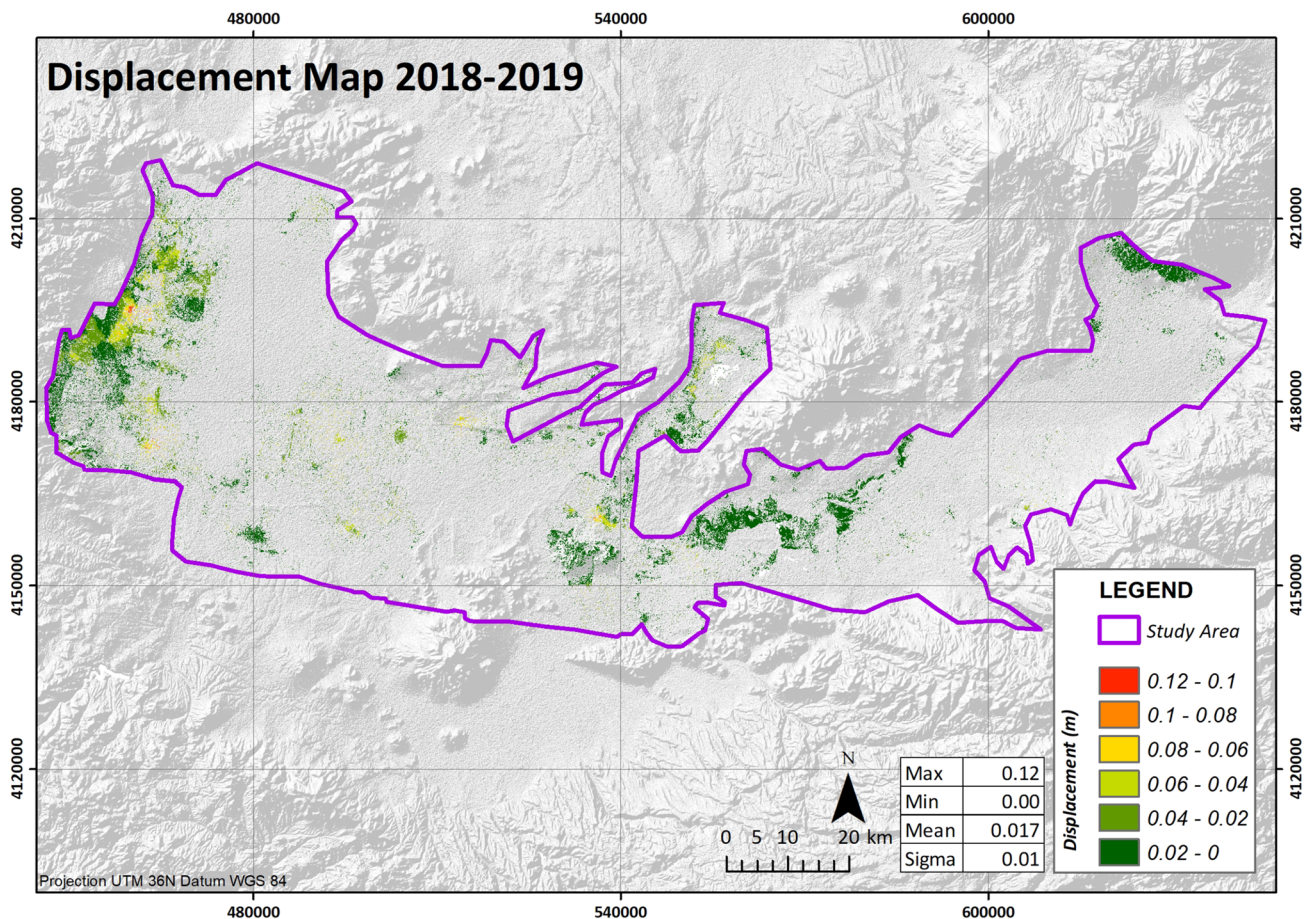 480000 540000 600000
Displacement Map 2018-2019
4210000 4210000
4180000 4180000
4150000 4150000
4120000 4120000
LEGEND
Study Area
Displacement (m)
0.12 - 0.1
0.1 - 0.08
0.08 - 0.06
0.06 - 0.04
0.04 - 0.02
0.02 - 0
N
0 5 10 20 km
Max 0.12
Min 0.00
Mean 0.017
Sigma 0.01
Projection UTM 36N Datum WGS 84
480000 540000 600000